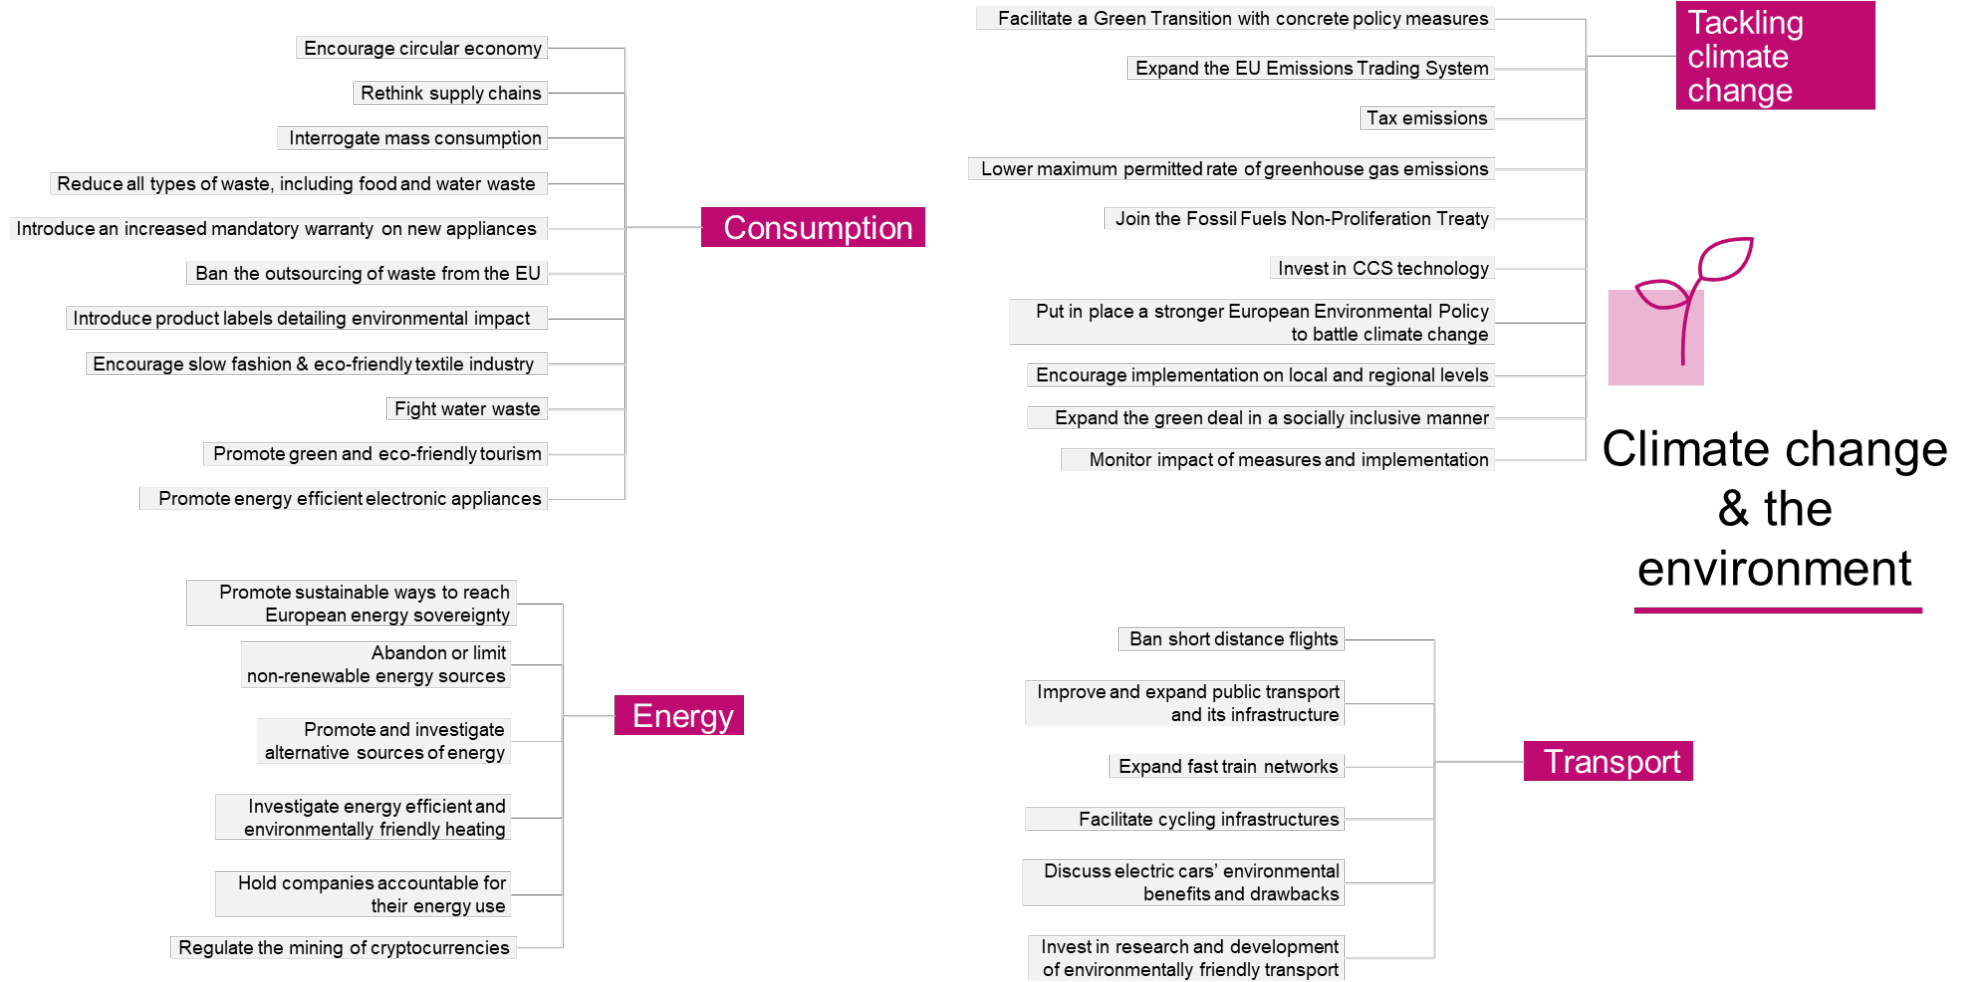 Encourage circular economy
Rethink supply chains
Interrogate mass consumption
Reduce all types of waste, including food and water waste
Introduce an increased mandatory warranty on new appliances
Ban the outsourcing of waste from the EU
Introduce product labels detailing environmental impact
Encourage slow fashion & eco-friendly textile industry
Fight water waste
Promote green and eco-friendly tourism
Promote energy efficient electronic appliances
Consumption
Facilitate a Green Transition with concrete policy measures
Expand the EU Emissions Trading System
Tax emissions
Lower maximum permitted rate of greenhouse gas emissions
Join the Fossil Fuels Non-Proliferation Treaty
Invest in CCS technology
Put in place a stronger European Environmental Policy
to battle climate change
Encourage implementation on local and regional levels
Expand the green deal in a socially inclusive manner
Monitor impact of measures and implementation
Tackling
climate
change
Climate change
& the
environment
Promote sustainable ways to reach
European energy sovereignty
Abandon or limit
non-renewable energy sources
Promote and investigate
alternative sources of energy
Investigate energy efficient and
environmentally friendly heating
Hold companies accountable for
their energy use
Regulate the mining of cryptocurrencies
Energy
Ban short distance flights
Improve and expand public transport
and its infrastructure
Expand fast train networks
Facilitate cycling infrastructures
Discuss electric cars’ environmental
benefits and drawbacks
Invest in research and development
of environmentally friendly transport
Transport